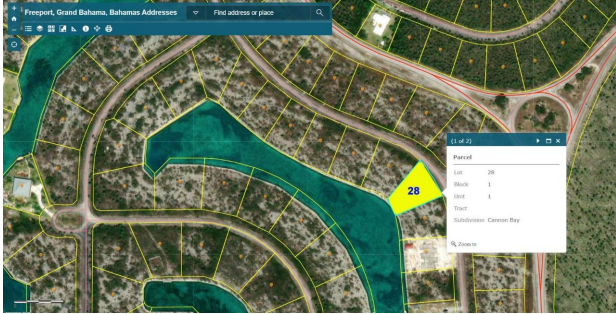 Freeport, Grand Bahama, Bahamas Addresses
Find address or place
(1 of 2)
Parcel
Lot 28
Block 1
Unit 1
Tract
Subdivision Cannon Bay
Zoom to
28